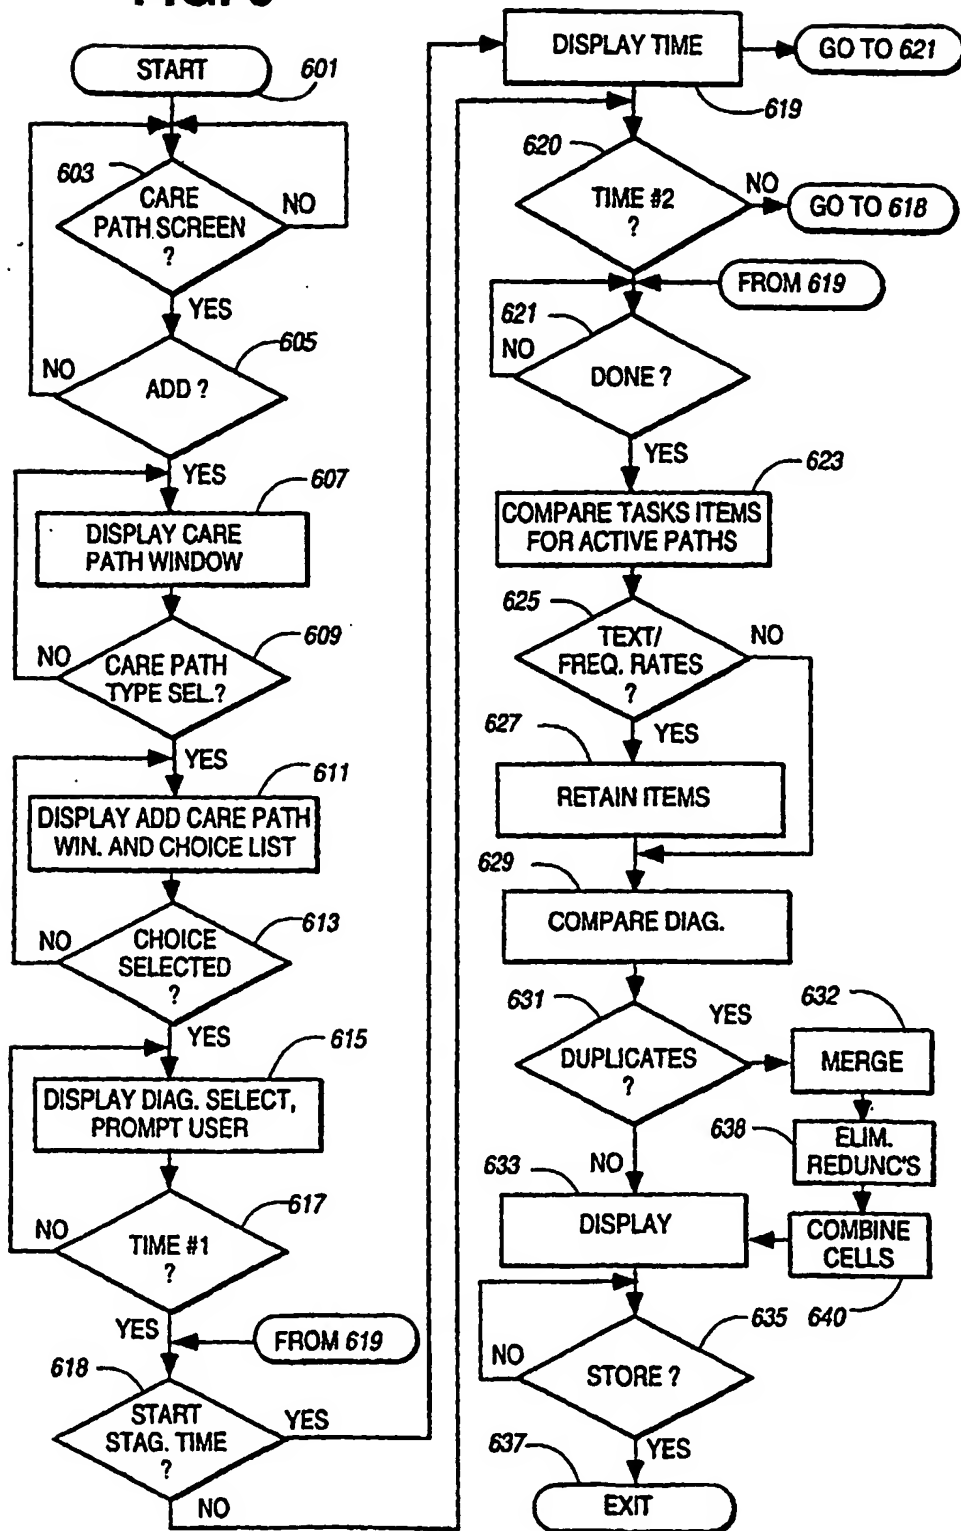 START
601
603
CARE
PATH SCREEN
?
NO
YES
605
NO
ADD ?
YES
607
DISPLAY CARE
PATH WINDOW
609
NO
CARE PATH
TYPE SEL.?
YES
611
DISPLAY ADD CARE PATH
WIN. AND CHOICE LIST
613
NO
CHOICE
SELECTED
?
YES
615
DISPLAY DIAG. SELECT,
PROMPT USER
617
NO
TIME #1
?
YES
FROM 619
618
START
STAG. TIME
?
YES
NO
DISPLAY TIME
GO TO 621
619
620
TIME #2
?
NO
GO TO 618
FROM 619
621
NO
DONE ?
YES
623
COMPARE TASKS ITEMS
FOR ACTIVE PATHS
625
TEXT/
FREQ. RATES
?
NO
YES
627
RETAIN ITEMS
629
COMPARE DIAG.
631
DUPLICATES
?
YES
632
MERGE
638
ELIM.
REDUNC'S
NO
633
DISPLAY
COMBINE
CELLS
640
635
NO
STORE ?
YES
637
EXIT